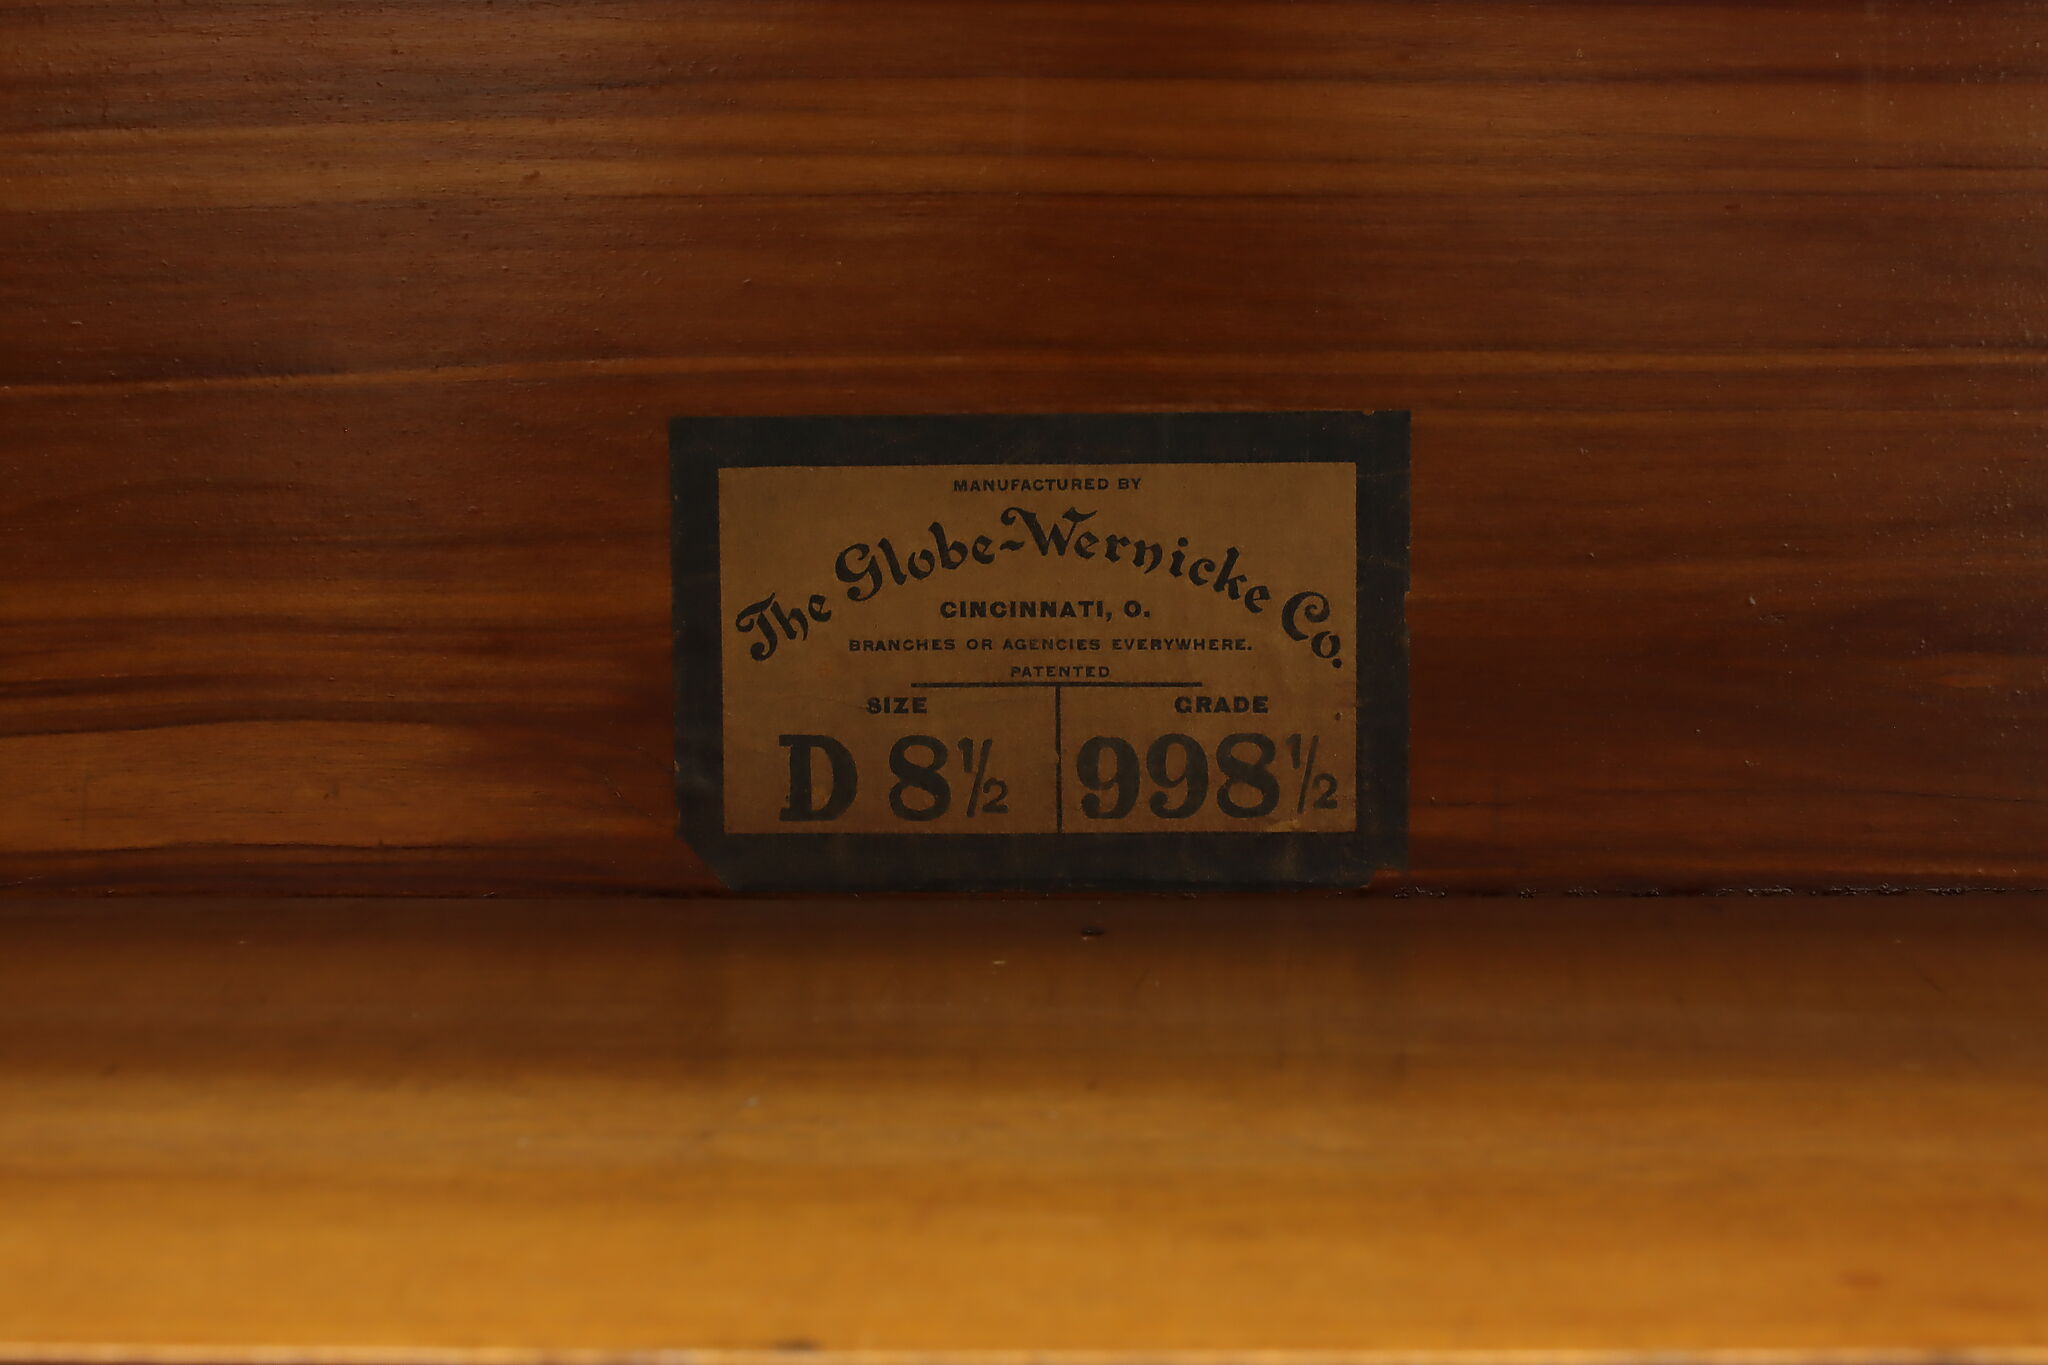 MANUFACTURED BY
The Globe-Wernicke Co.
CINCINNATI, O.
BRANCHES OR AGENCIES EVERYWHERE.
PATENTED
SIZE GRADE
D 8½ 998½